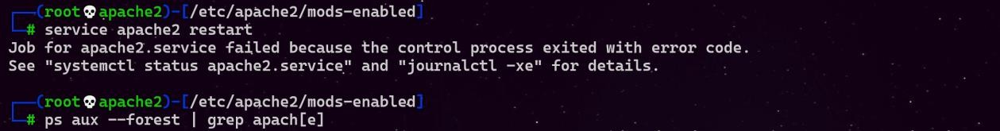 ┌──(root💀apache2)-[/etc/apache2/mods-enabled]
└─# service apache2 restart
Job for apache2.service failed because the control process exited with error code.
See "systemctl status apache2.service" and "journalctl -xe" for details.
┌──(root💀apache2)-[/etc/apache2/mods-enabled]
└─# ps aux --forest | grep apach[e]